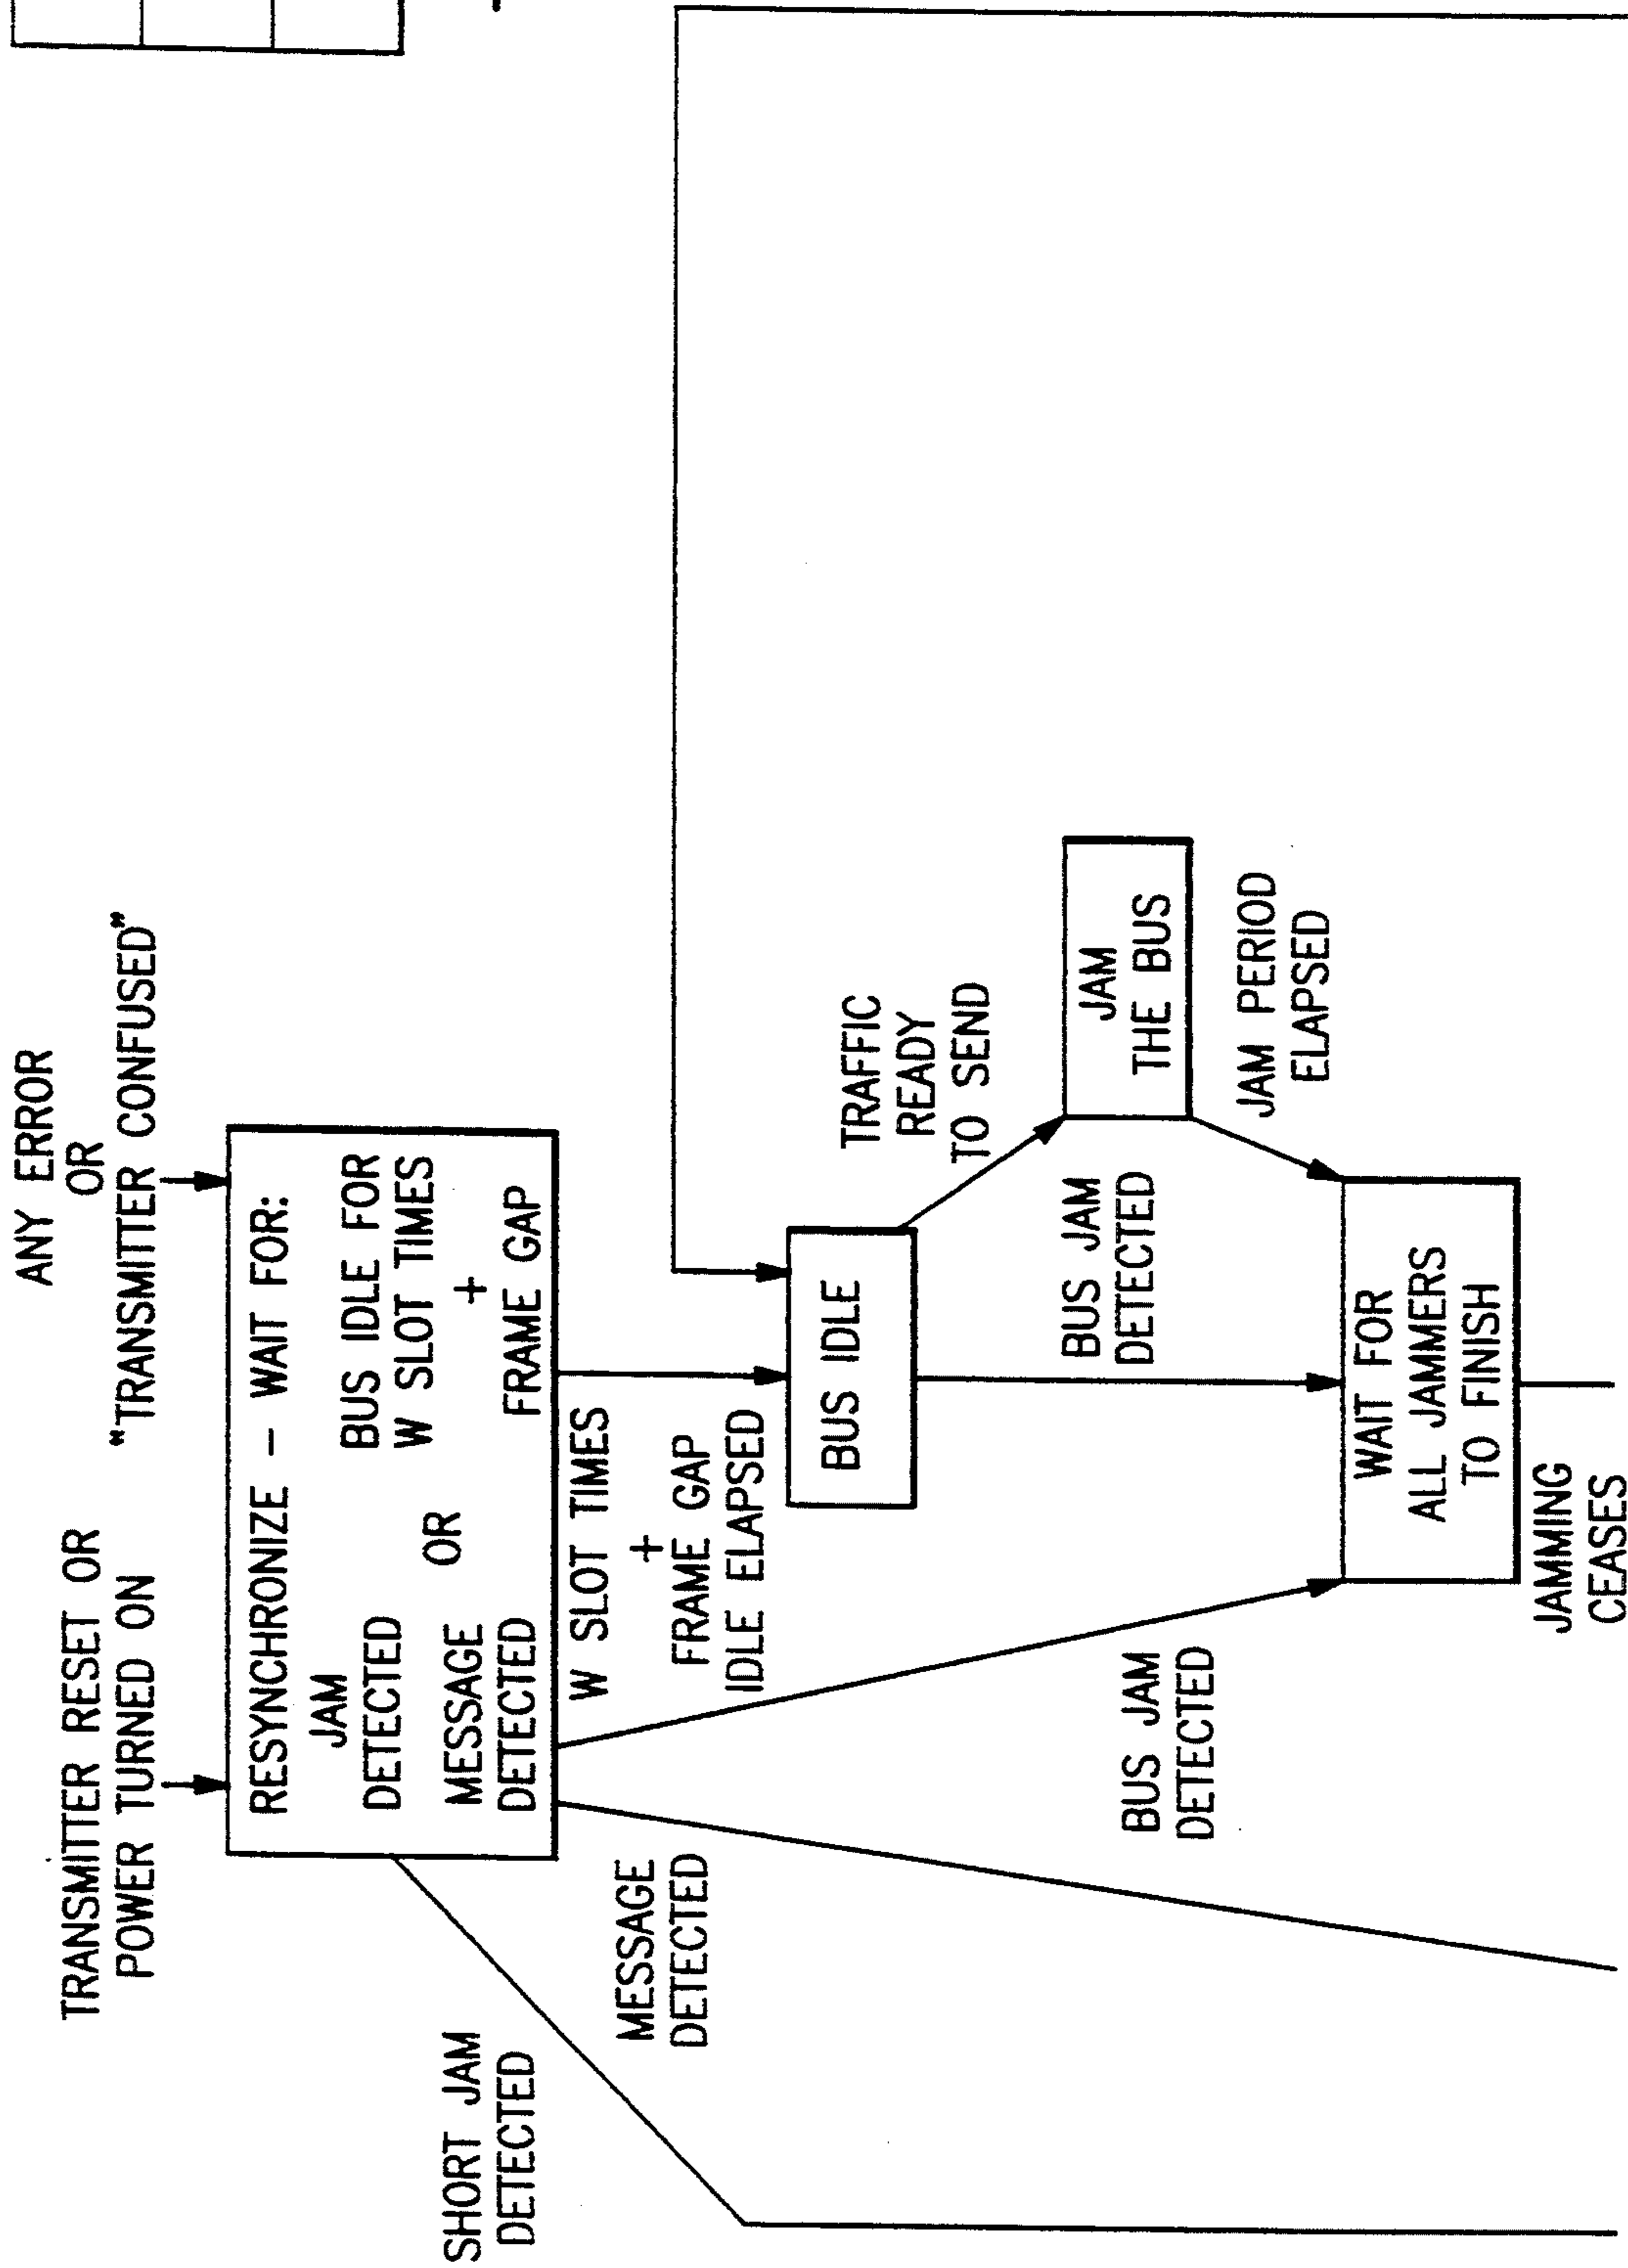 TRANSMITTER RESET OR
POWER TURNED ON
ANY ERROR
OR
"TRANSMITTER CONFUSED"
RESYNCHRONIZE - WAIT FOR:
JAM
DETECTED
OR
MESSAGE
DETECTED
BUS IDLE FOR
W SLOT TIMES
+
FRAME GAP
SHORT JAM
DETECTED
MESSAGE
DETECTED
W SLOT TIMES
+
FRAME GAP
IDLE ELAPSED
BUS IDLE
TRAFFIC
READY
TO SEND
JAM
THE BUS
BUS JAM
DETECTED
BUS JAM
DETECTED
JAM PERIOD
ELAPSED
WAIT FOR
ALL JAMMERS
TO FINISH
JAMMING
CEASES